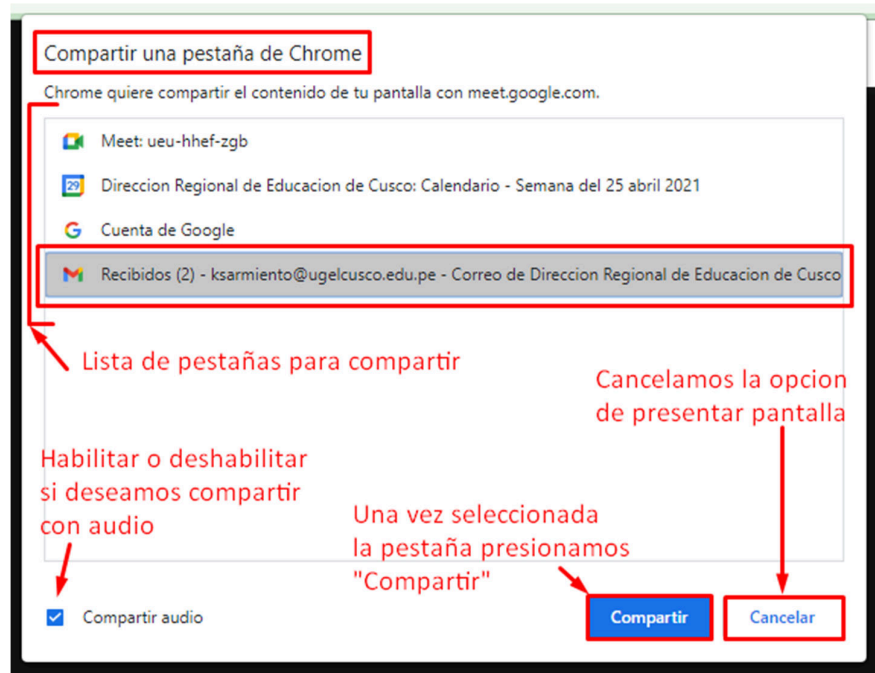 Compartir una pestaña de Chrome
Chrome quiere compartir el contenido de tu pantalla con meet.google.com.
Meet: ueu-hhef-zgb
29
Direccion Regional de Educacion de Cusco: Calendario - Semana del 25 abril 2021
Cuenta de Google
Recibidos (2) - ksarmiento@ugelcusco.edu.pe - Correo de Direccion Regional de Educacion de Cusco
Lista de pestañas para compartir
Cancelamos la opcion
de presentar pantalla
Habilitar o deshabilitar
si deseamos compartir
con audio
Una vez seleccionada
la pestaña presionamos
"Compartir"
Compartir audio
Compartir
Cancelar